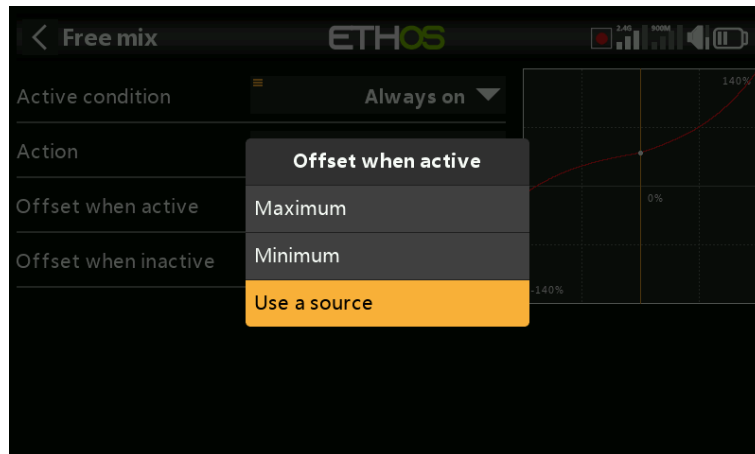 Free mix
ETHOS
2.4G
900M
Active condition
Always on
140%
Action
Offset when active
Offset when active
Maximum
0%
Offset when inactive
Minimum
Use a source
-140%